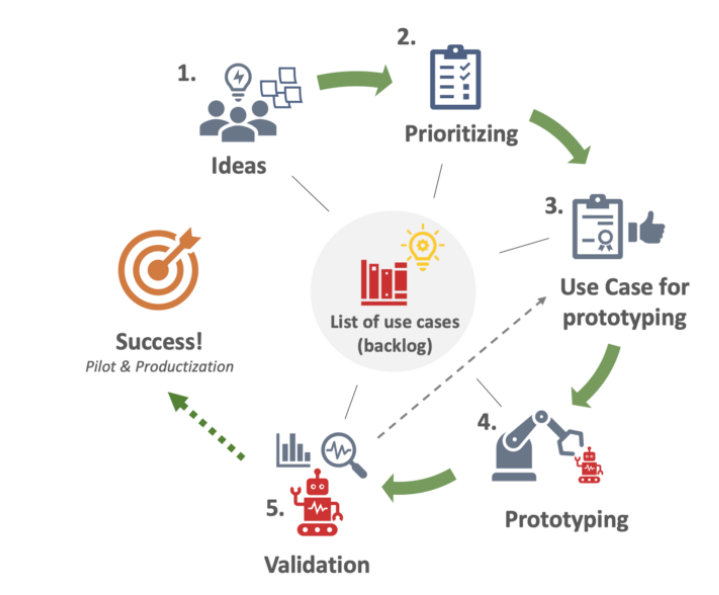 1.
Ideas
2.
Prioritizing
3.
Use Case for
prototyping
4.
Prototyping
5.
Validation
Success!
Pilot & Productization
List of use cases
(backlog)